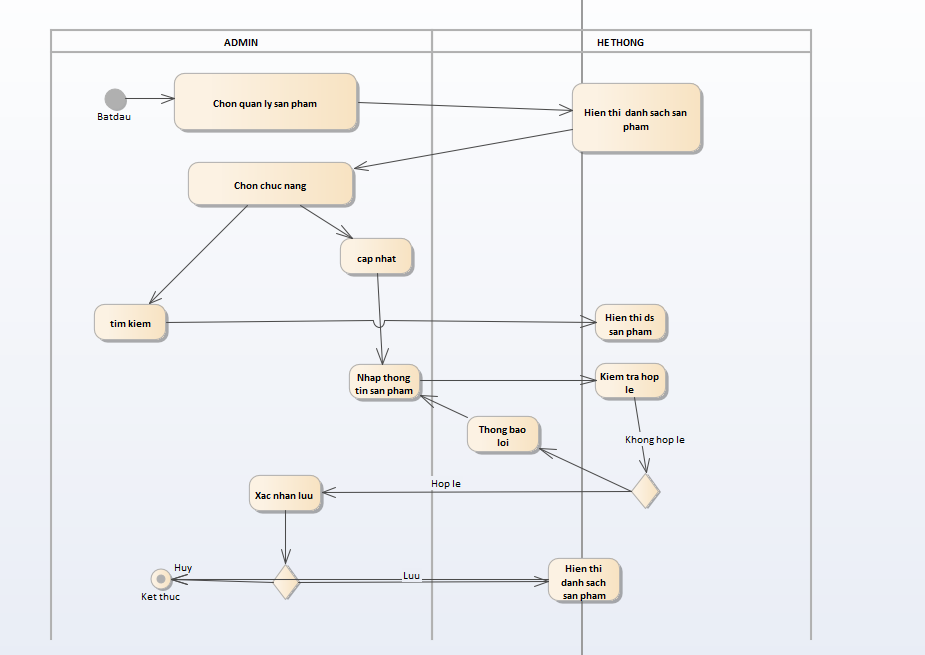 ADMIN
HE THONG
Batdau
Chon quan ly san pham
Hien thi danh sach san
pham
Chon chuc nang
cap nhat
tim kiem
Hien thi ds
san pham
Nhap thong
tin san pham
Kiem tra hop
le
Thong bao
loi
Khong hop le
Hop le
Xac nhan luu
Huy
Luu
Ket thuc
Hien thi
danh sach
san pham